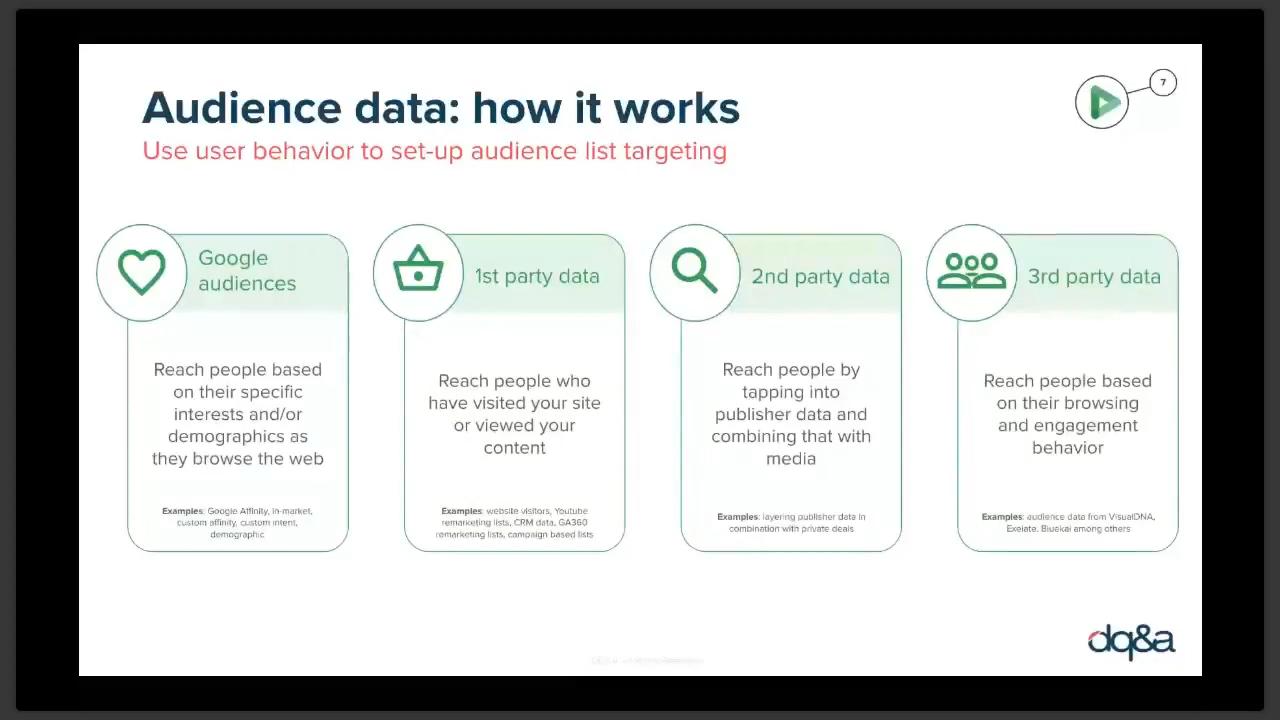 Audience data: how it works
7
Use user behavior to set-up audience list targeting
Google
audiences
Reach people based
on their specific
interests and/or
demographics as
they browse the web
Examples: Google Affinity, in-market,
custom affinity, custom intent,
demographic
1st party data
Reach people who
have visited your site
or viewed your
content
Examples: website visitors, Youtube
remarketing lists, CRM data, GA360
remarketing lists, campaign based lists
2nd party data
Reach people by
tapping into
publisher data and
combining that with
media
Examples: layering publisher data in
combination with private deals
3rd party data
Reach people based
on their browsing
and engagement
behavior
Examples: audience data from VisualDNA,
Exelate, Bluekai among others
dq&a